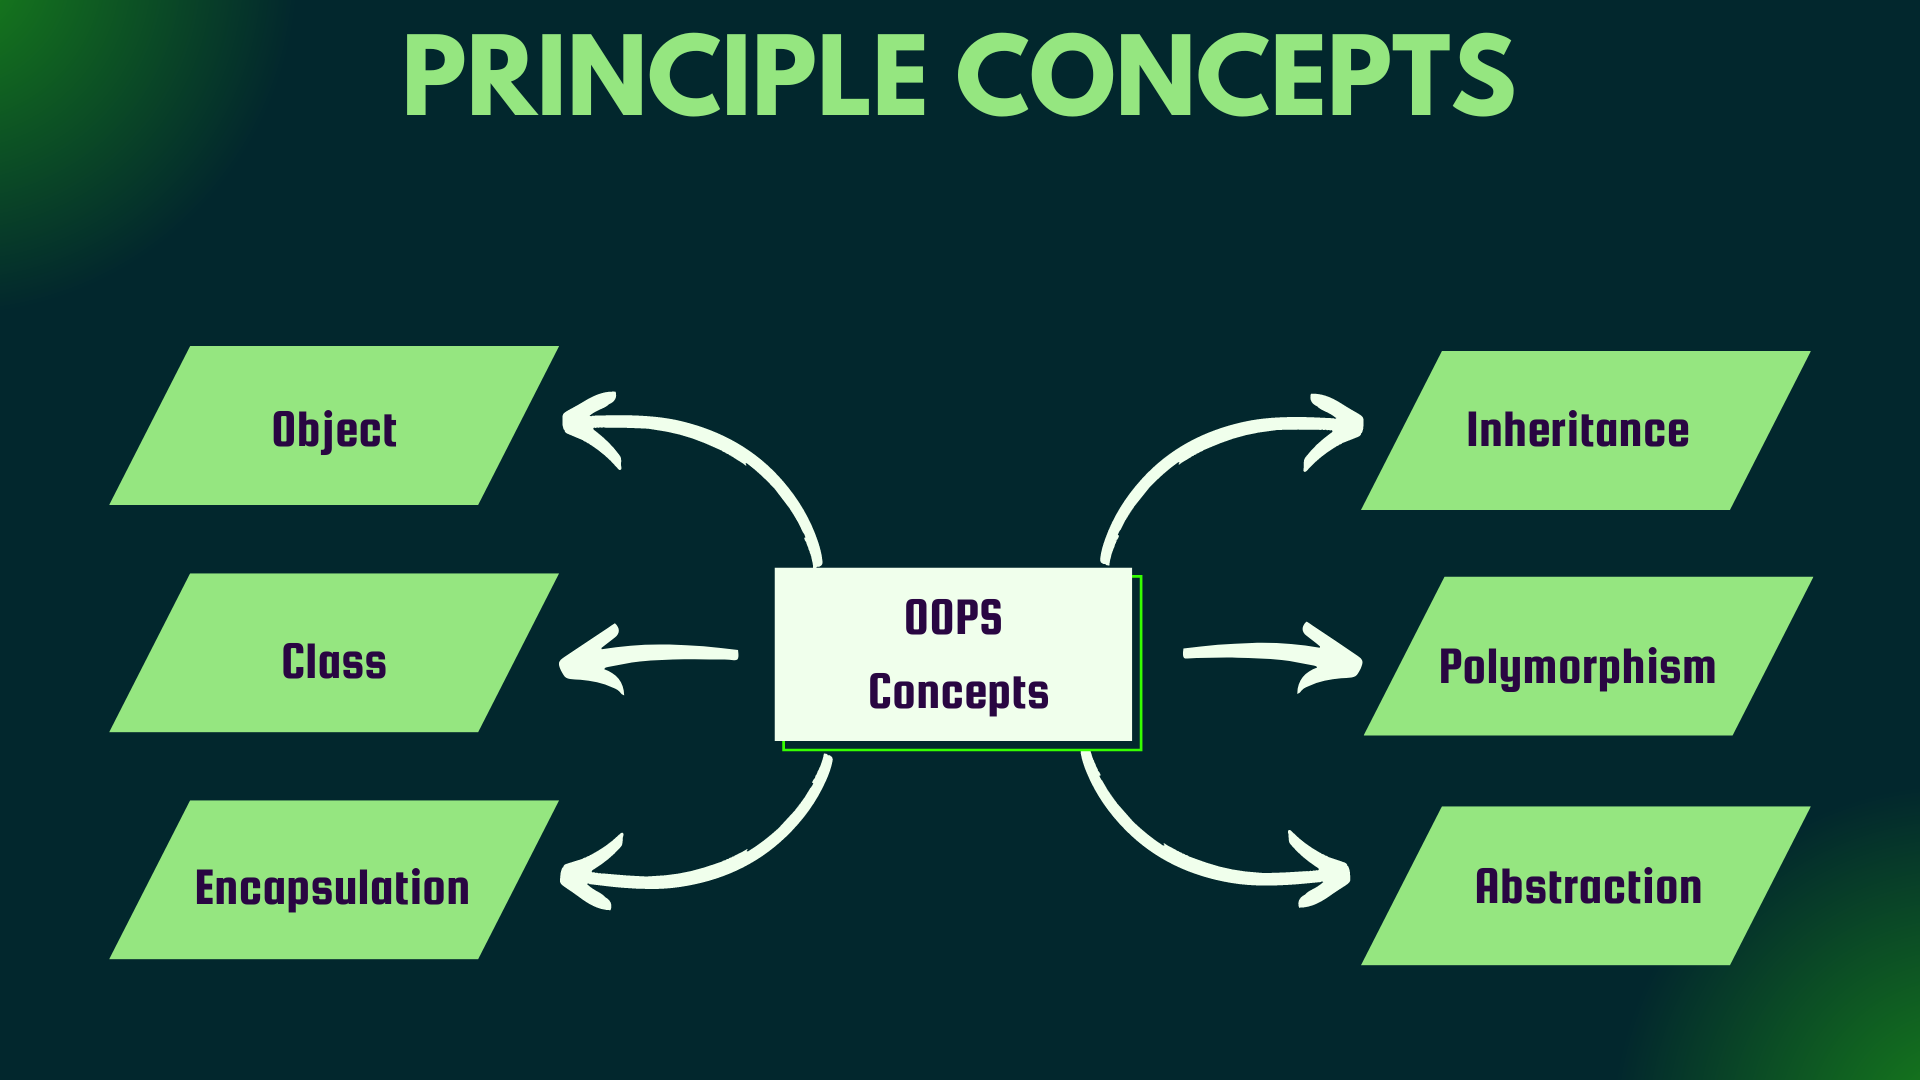 PRINCIPLE CONCEPTS
Object
Inheritance
OOPS
Concepts
Class
Polymorphism
Encapsulation
Abstraction